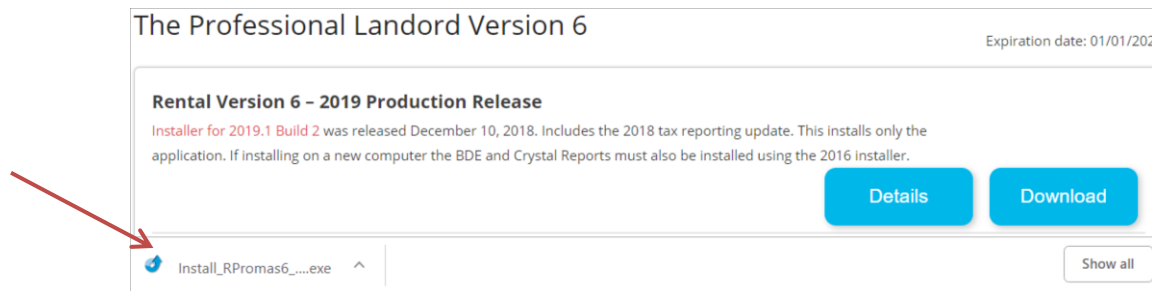 The Professional Landord Version 6
Expiration date: 01/01/202
Rental Version 6 – 2019 Production Release
Installer for 2019.1 Build 2 was released December 10, 2018. Includes the 2018 tax reporting update. This installs only the
application. If installing on a new computer the BDE and Crystal Reports must also be installed using the 2016 installer.
Details
Download
Install_RPromas6_....exe
Show all